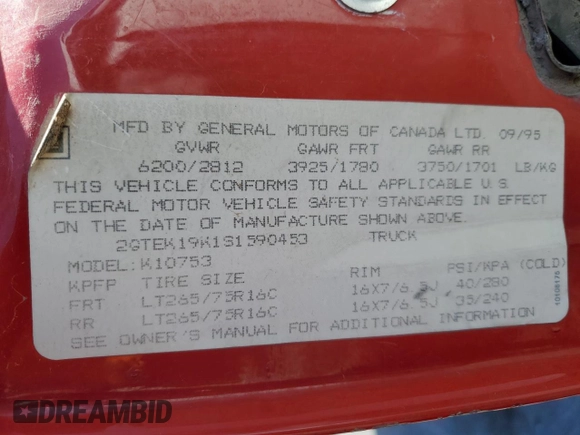 MFD BY GENERAL MOTORS OF CANADA LTD. 09/95
GVWR GAWR FRT GAWR RR
6200/2812 3925/1780 3750/1701 LB/KG
THIS VEHICLE CONFORMS TO ALL APPLICABLE U.S.
FEDERAL MOTOR VEHICLE SAFETY STANDARDS IN EFFECT
ON THE DATE OF MANUFACTURE SHOWN ABOVE.
2GTEK19K1S1590453 TRUCK
MODEL: K10753
KPFP TIRE SIZE RIM PSI/KPA (COLD)
FRT LT265/75R16C 16X7/6.5J 40/280
RR LT265/75R16C 16X7/6.5J 35/240
SEE OWNER'S MANUAL FOR ADDITIONAL INFORMATION
DREAMBID